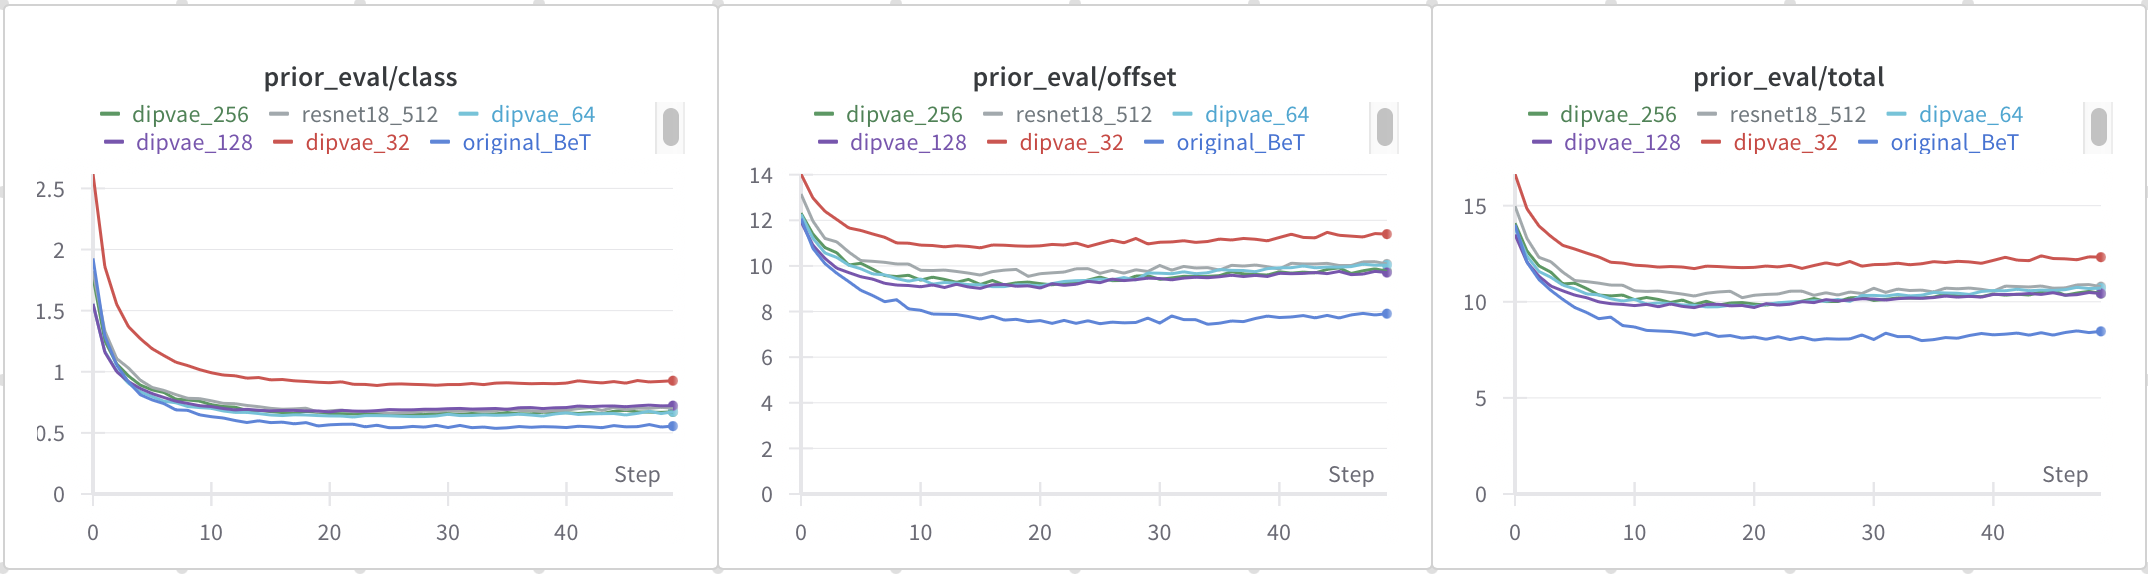 prior_eval/class
dipvae_256 resnet18_512 dipvae_64
dipvae_128 dipvae_32 original_BeT
2.5
2
1.5
1
0.5
0
Step
0 10 20 30 40
prior_eval/offset
dipvae_256 resnet18_512 dipvae_64
dipvae_128 dipvae_32 original_BeT
14
12
10
8
6
4
2
0
Step
0 10 20 30 40
prior_eval/total
dipvae_256 resnet18_512 dipvae_64
dipvae_128 dipvae_32 original_BeT
15
10
5
0
Step
0 10 20 30 40